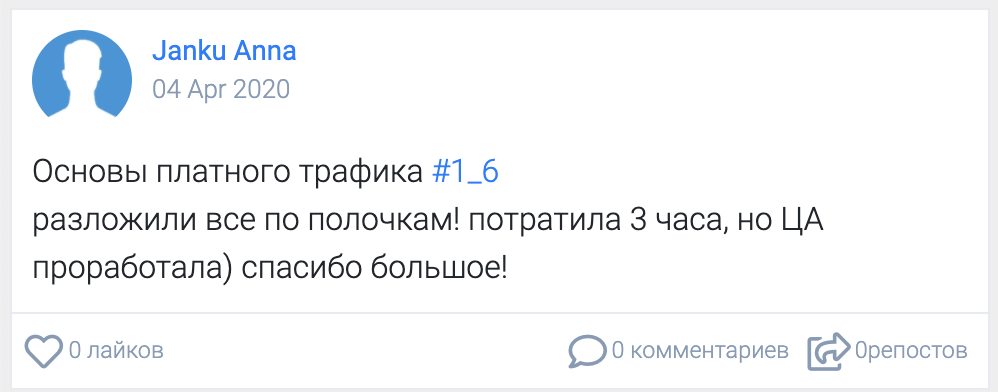 Janku Anna
04 Apr 2020
Основы платного трафика #1_6
разложили все по полочкам! потратила 3 часа, но ЦА
проработала) спасибо большое!
0 лайков 0 комментариев 0репостов